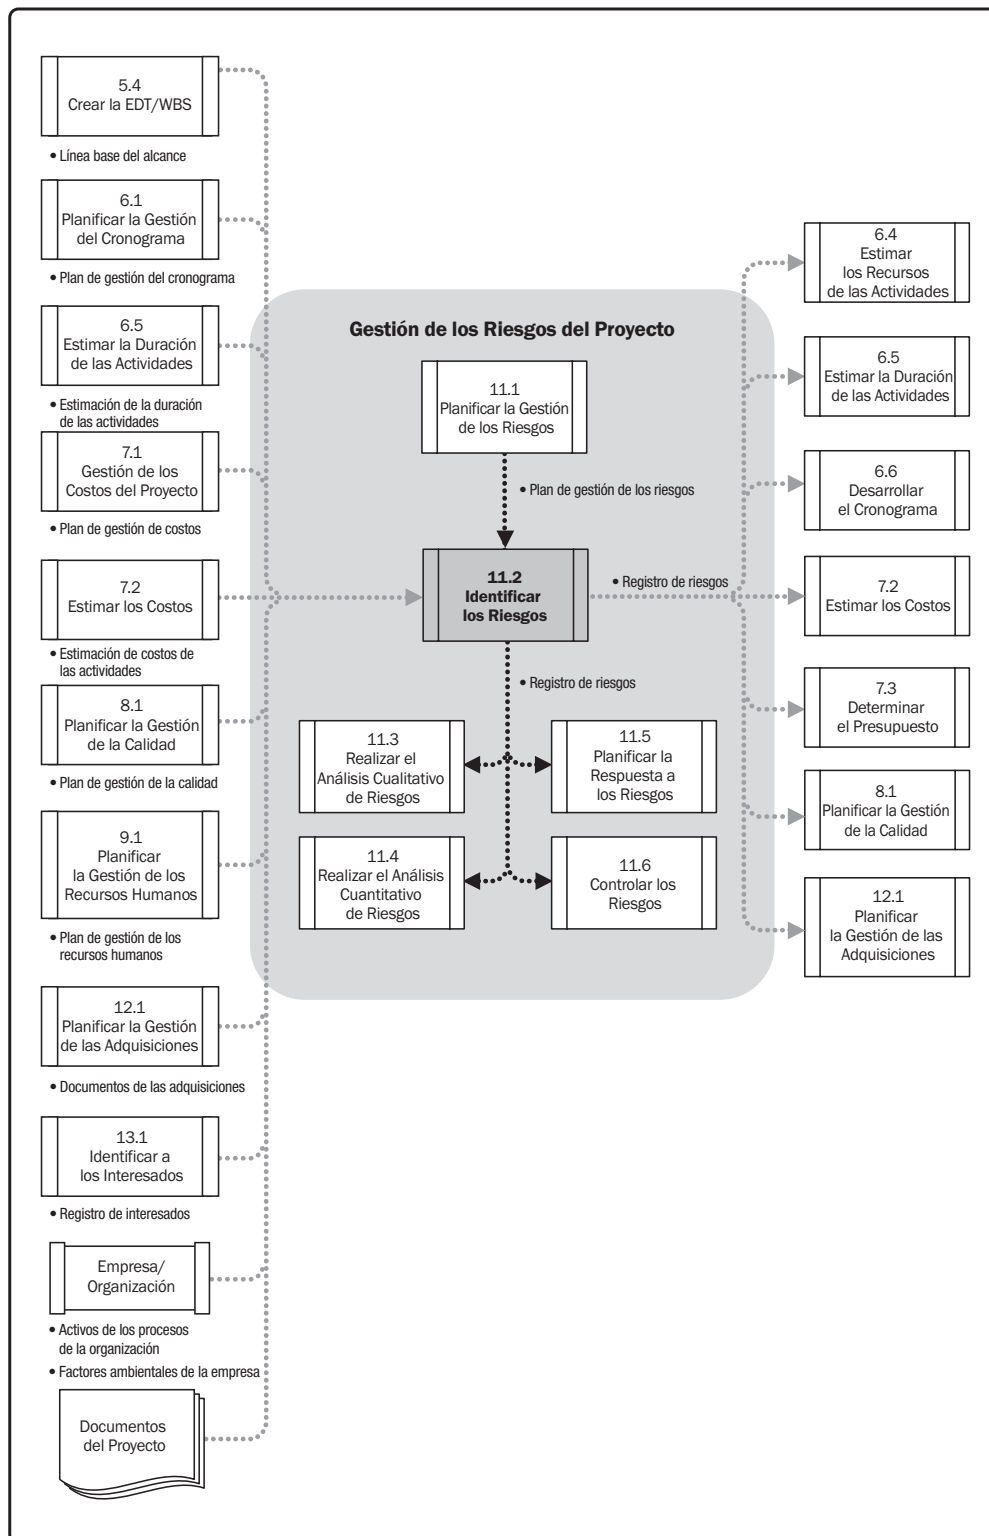 5.4
Crear la EDT/WBS
• Línea base del alcance
6.1
Planificar la Gestión
del Cronograma
• Plan de gestión del cronograma
6.5
Estimar la Duración
de las Actividades
• Estimación de la duración
de las actividades
7.1
Gestión de los
Costos del Proyecto
• Plan de gestión de costos
7.2
Estimar los Costos
• Estimación de costos de
las actividades
8.1
Planificar la Gestión
de la Calidad
• Plan de gestión de la calidad
9.1
Planificar
la Gestión de los
Recursos Humanos
• Plan de gestión de los
recursos humanos
12.1
Planificar la Gestión
de las Adquisiciones
• Documentos de las adquisiciones
13.1
Identificar a
los Interesados
• Registro de interesados
Empresa/
Organización
• Activos de los procesos
de la organización
• Factores ambientales de la empresa
Documentos
del Proyecto
Gestión de los Riesgos del Proyecto
11.1
Planificar la Gestión
de los Riesgos
• Plan de gestión de los riesgos
11.2
Identificar
los Riesgos
• Registro de riesgos
• Registro de riesgos
11.3
Realizar el
Análisis Cualitativo
de Riesgos
11.5
Planificar la
Respuesta a
los Riesgos
11.4
Realizar el Análisis
Cuantitativo
de Riesgos
11.6
Controlar los
Riesgos
6.4
Estimar
los Recursos
de las Actividades
6.5
Estimar la Duración
de las Actividades
6.6
Desarrollar
el Cronograma
7.2
Estimar los Costos
7.3
Determinar
el Presupuesto
8.1
Planificar la Gestión
de la Calidad
12.1
Planificar
la Gestión de las
Adquisiciones